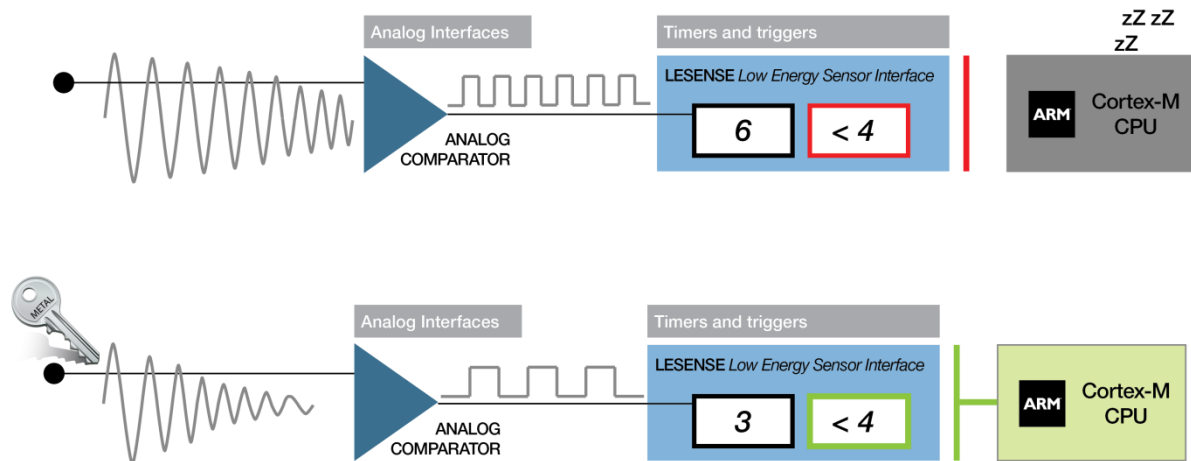 zZ zZ
zZ
Analog Interfaces
Timers and triggers
LESENSE Low Energy Sensor Interface
6
< 4
ARM
Cortex-M
CPU
ANALOG
COMPARATOR
METAL
Analog Interfaces
Timers and triggers
LESENSE Low Energy Sensor Interface
3
< 4
ARM
Cortex-M
CPU
ANALOG
COMPARATOR